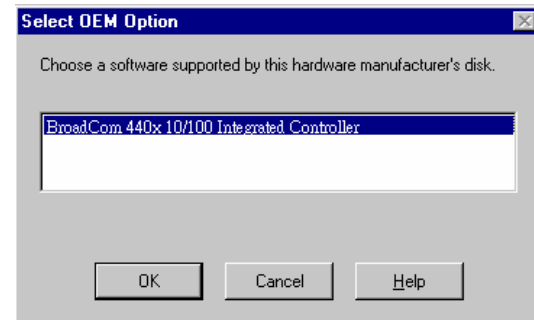 Select OEM Option
Choose a software supported by this hardware manufacturer's disk.
BroadCom 440x 10/100 Integrated Controller
OK Cancel Help